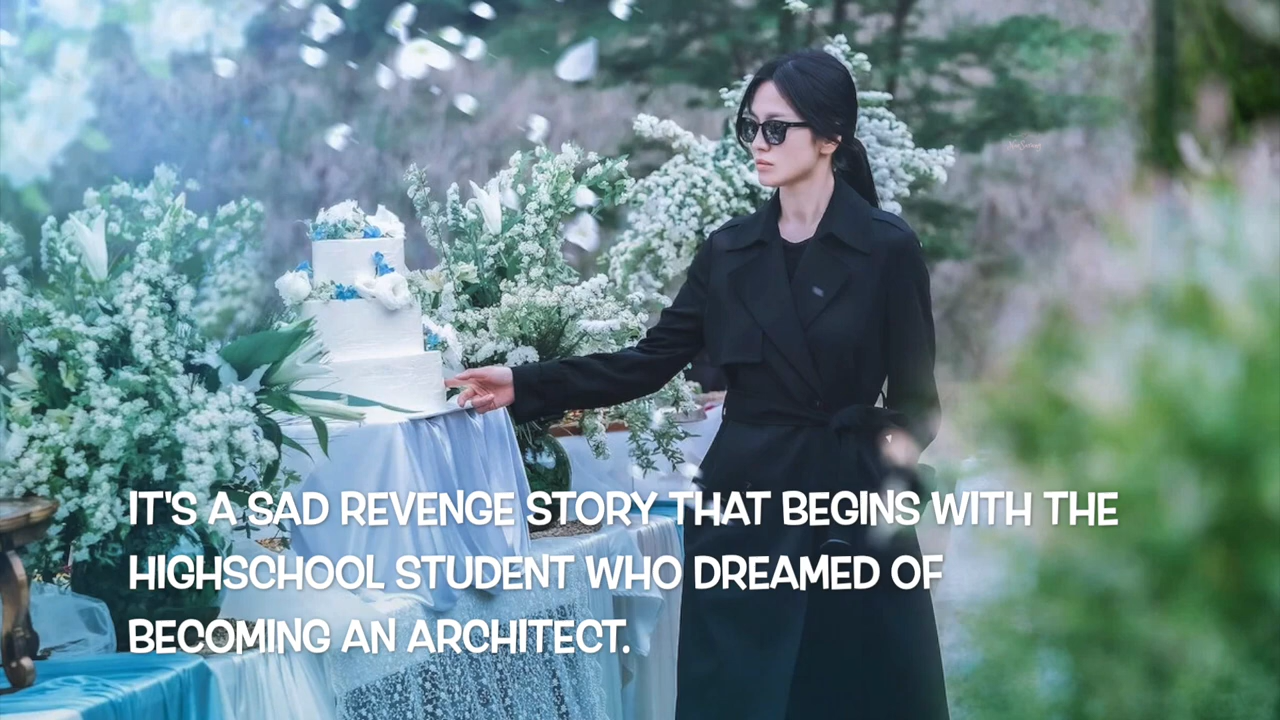 IT'S A SAD REVENGE STORY THAT BEGINS WITH THE
HIGHSCHOOL STUDENT WHO DREAMED OF
BECOMING AN ARCHITECT.